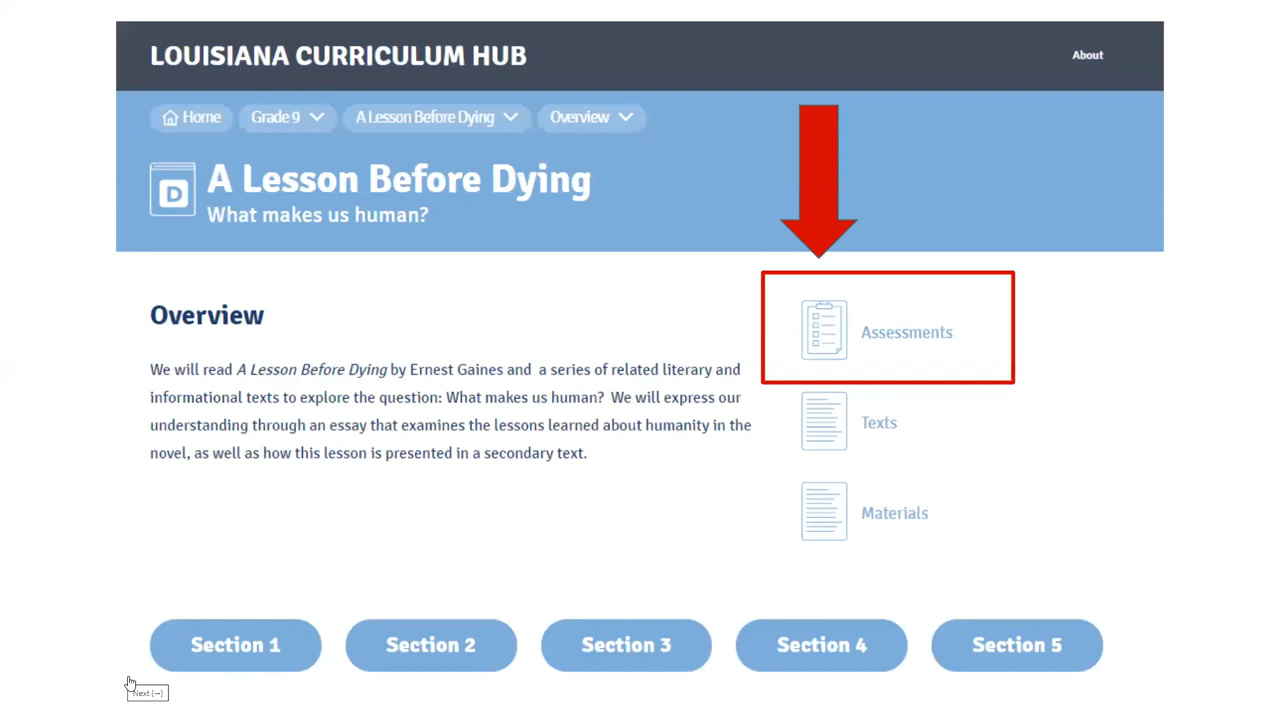 LOUISIANA CURRICULUM HUB
About
Home
Grade 9
A Lesson Before Dying
Overview
D
A Lesson Before Dying
What makes us human?
Overview
We will read A Lesson Before Dying by Ernest Gaines and a series of related literary and
informational texts to explore the question: What makes us human? We will express our
understanding through an essay that examines the lessons learned about humanity in the
novel, as well as how this lesson is presented in a secondary text.
Assessments
Texts
Materials
Section 1
Section 2
Section 3
Section 4
Section 5
Next (→)